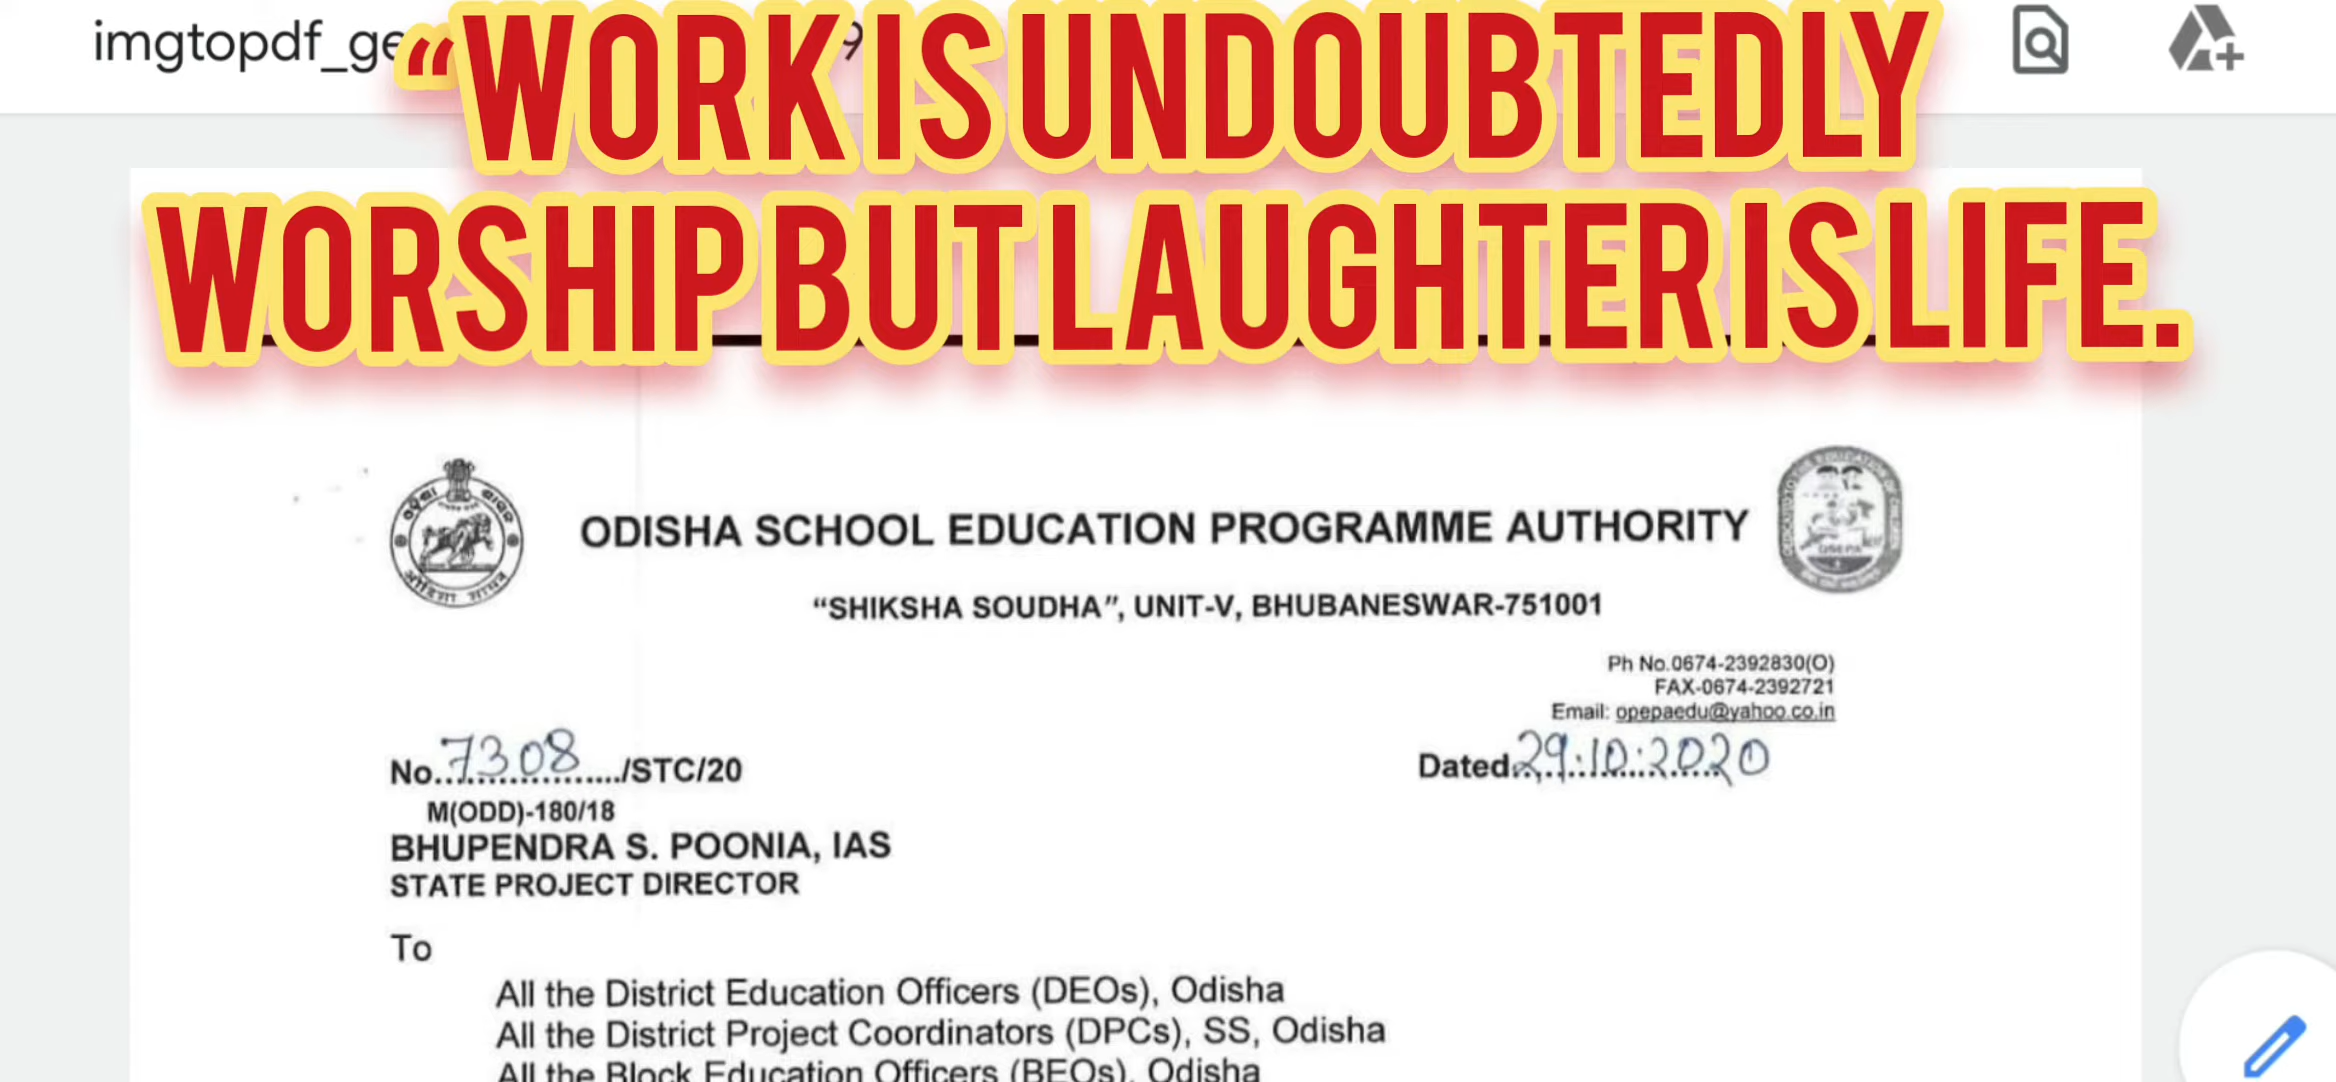 imgtopdf_ge
9
“WORK IS UNDOUBTEDLY
WORSHIP BUT LAUGHTER IS LIFE.
ODISHA SCHOOL EDUCATION PROGRAMME AUTHORITY
“SHIKSHA SOUDHA”, UNIT-V, BHUBANESWAR-751001
Ph No.0674-2392830(O)
FAX-0674-2392721
Email: opepaedu@yahoo.co.in
No..7308....../STC/20
Dated.29.10.2020
M(ODD)-180/18
BHUPENDRA S. POONIA, IAS
STATE PROJECT DIRECTOR
To
All the District Education Officers (DEOs), Odisha
All the District Project Coordinators (DPCs), SS, Odisha
All the Block Education Officers (BEOs), Odisha